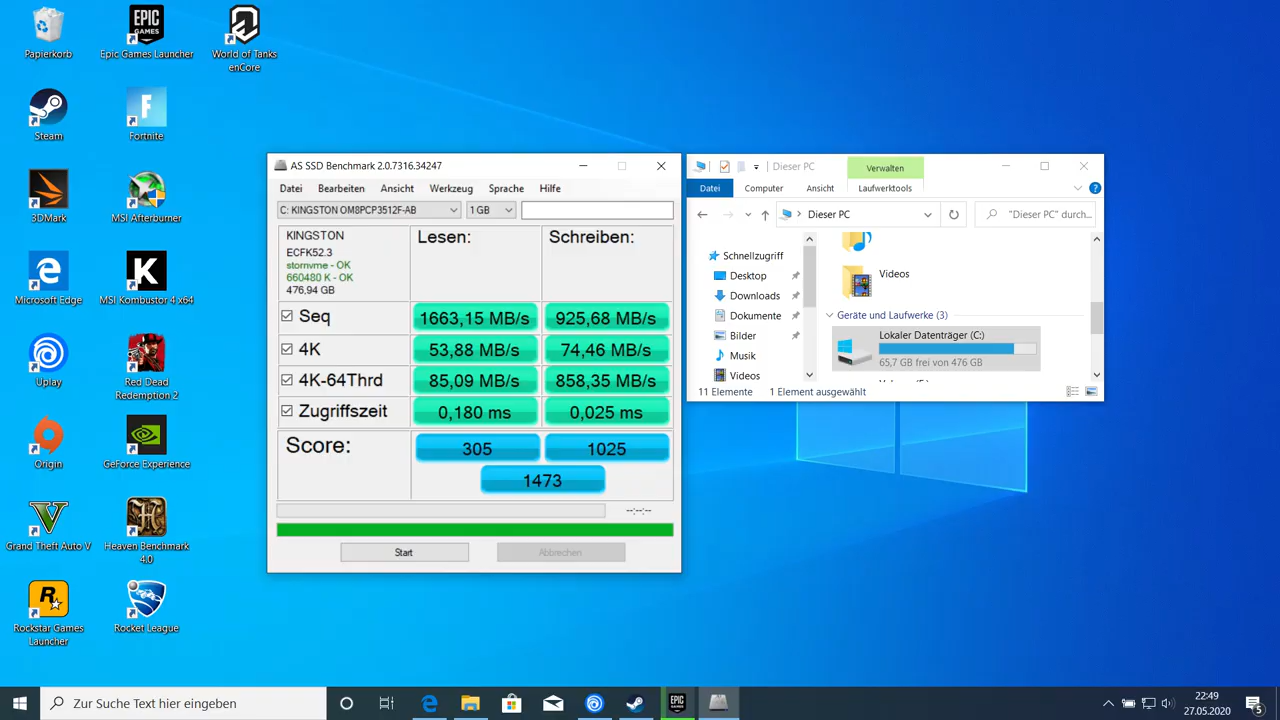 Papierkorb
Epic Games Launcher
World of Tanks
enCore
Steam
Fortnite
3DMark
MSI Afterburner
Microsoft Edge
MSI Kombustor 4 x64
Uplay
Red Dead
Redemption 2
Origin
GeForce Experience
Grand Theft Auto V
Heaven Benchmark
4.0
Rockstar Games
Launcher
Rocket League
EPIC
GAMES
AS SSD Benchmark 2.0.7316.34247
Datei Bearbeiten Ansicht Werkzeug Sprache Hilfe
C: KINGSTON OM8PCP3512F-AB 1 GB
KINGSTON
ECFK52.3
stornvme - OK
660480 K - OK
476,94 GB
Lesen: Schreiben:
Seq 1663,15 MB/s 925,68 MB/s
4K 53,88 MB/s 74,46 MB/s
4K-64Thrd 85,09 MB/s 858,35 MB/s
Zugriffszeit 0,180 ms 0,025 ms
Score: 305 1025
1473
--:--:--
Start Abbrechen
Dieser PC Verwalten
Datei Computer Ansicht Laufwerktools
Dieser PC "Dieser PC" durch...
Schnellzugriff
Desktop
Downloads
Dokumente
Bilder
Musik
Videos
Videos
Geräte und Laufwerke (3)
Lokaler Datenträger (C:)
65,7 GB frei von 476 GB
11 Elemente 1 Element ausgewählt
Zur Suche Text hier eingeben
EPIC
GAMES
22:49
27.05.2020
5